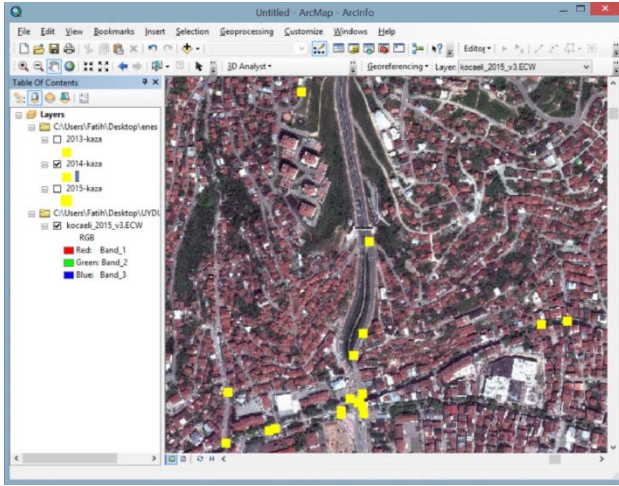 Untitled - ArcMap - ArcInfo
File Edit View Bookmarks Insert Selection Geoprocessing Customize Windows Help
Editor
3D Analyst
Georeferencing Layer: kocaeli_2015_v3.ECW
Table Of Contents
Layers
C:\Users\Fatih\Desktop\enes
2013-kaza
2014-kaza
2015-kaza
C:\Users\Fatih\Desktop\UYDU
kocaeli_2015_v3.ECW
RGB
Red: Band_1
Green: Band_2
Blue: Band_3